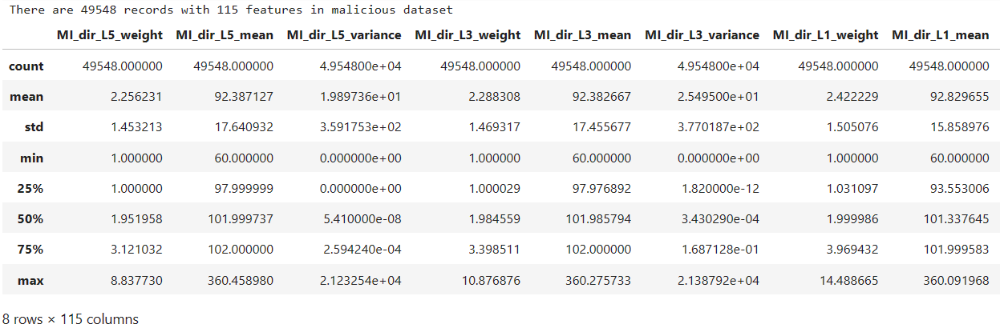 There are 49548 records with 115 features in malicious dataset
MI_dir_L5_weight MI_dir_L5_mean MI_dir_L5_variance MI_dir_L3_weight MI_dir_L3_mean MI_dir_L3_variance MI_dir_L1_weight MI_dir_L1_mean
count 49548.000000 49548.000000 4.954800e+04 49548.000000 49548.000000 4.954800e+04 49548.000000 49548.000000
mean 2.256231 92.387127 1.989736e+01 2.288308 92.382667 2.549500e+01 2.422229 92.829655
std 1.453213 17.640932 3.591753e+02 1.469317 17.455677 3.770187e+02 1.505076 15.858976
min 1.000000 60.000000 0.000000e+00 1.000000 60.000000 0.000000e+00 1.000000 60.000000
25% 1.000000 97.999999 0.000000e+00 1.000029 97.976892 1.820000e-12 1.031097 93.553006
50% 1.951958 101.999737 5.410000e-08 1.984559 101.985794 3.430290e-04 1.999986 101.337645
75% 3.121032 102.000000 2.594240e-04 3.398511 102.000000 1.687128e-01 3.969432 101.999583
max 8.837730 360.458980 2.123254e+04 10.876876 360.275733 2.138792e+04 14.488665 360.091968
8 rows × 115 columns